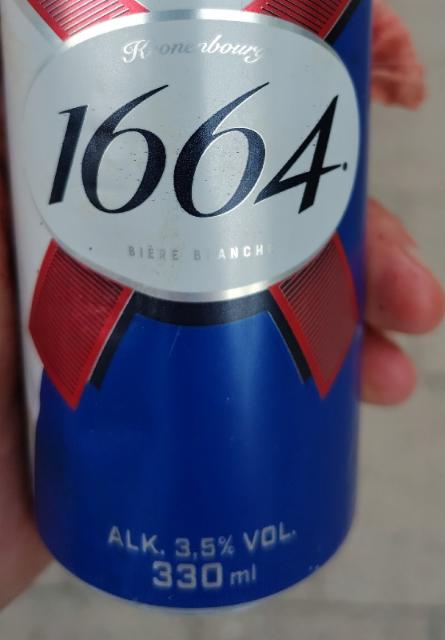 Kronenbourg
1664.
BIÈRE BLANCHE
ALK. 3,5% VOL.
330 ml